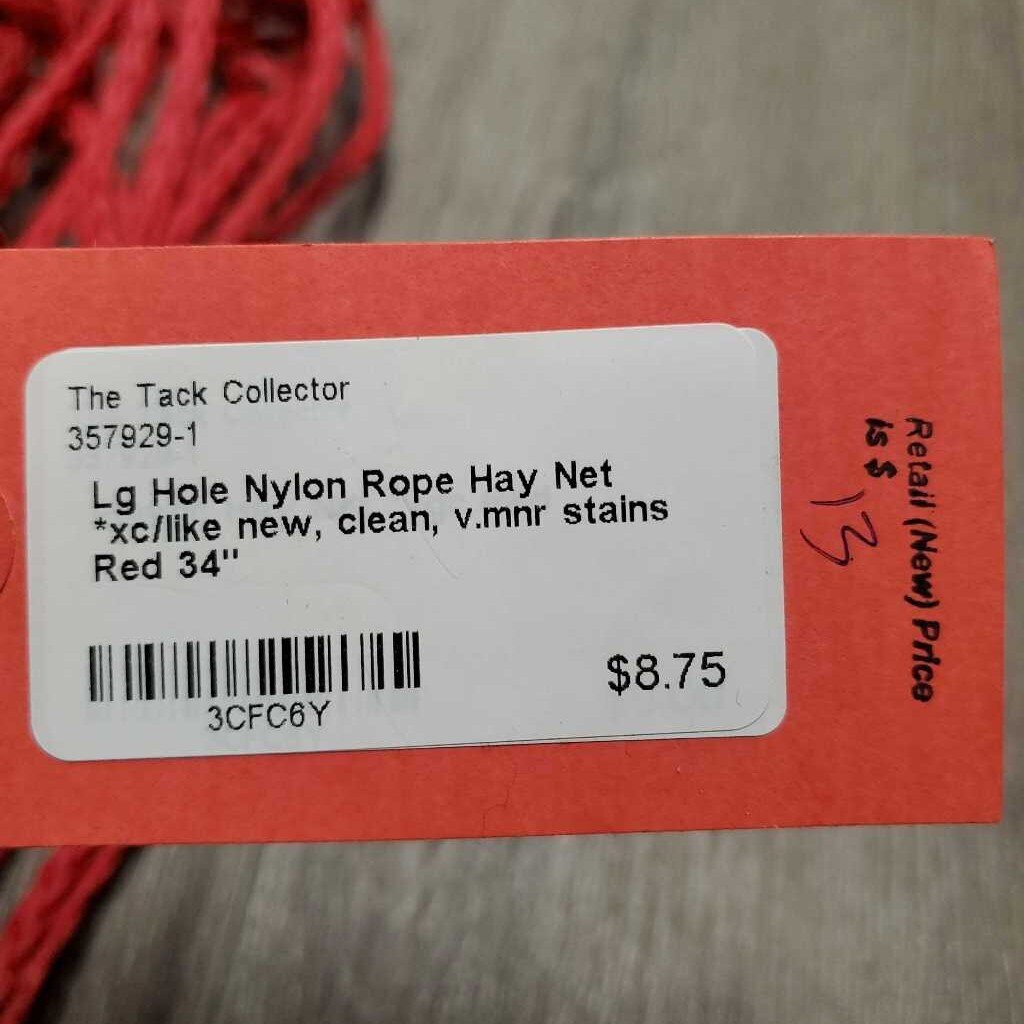 The Tack Collector
357929-1
Lg Hole Nylon Rope Hay Net
*xc/like new, clean, v.mnr stains
Red 34"
3CFC6Y
$8.75
Retail (New) Price
is $
13